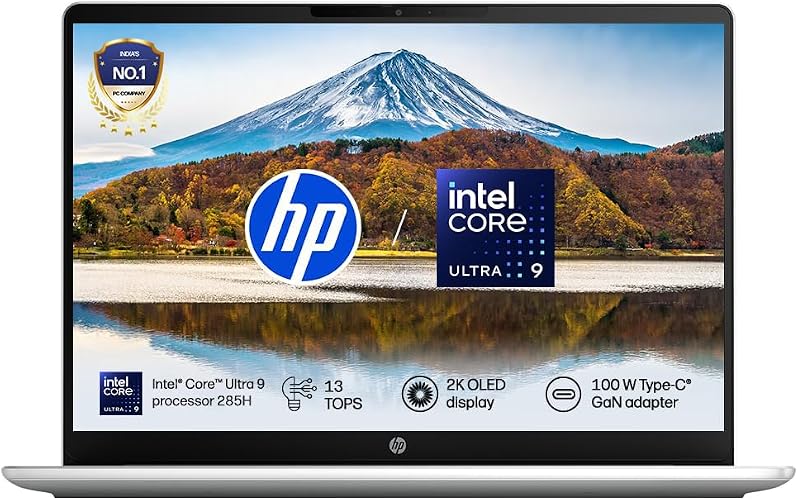 INDIA'S
NO.1
PC COMPANY
hp
intel
CORE
ULTRA 9
intel
CORE
ULTRA 9
Intel® Core™ Ultra 9
processor 285H
13
TOPS
2K OLED
display
100 W Type-C®
GaN adapter
hp